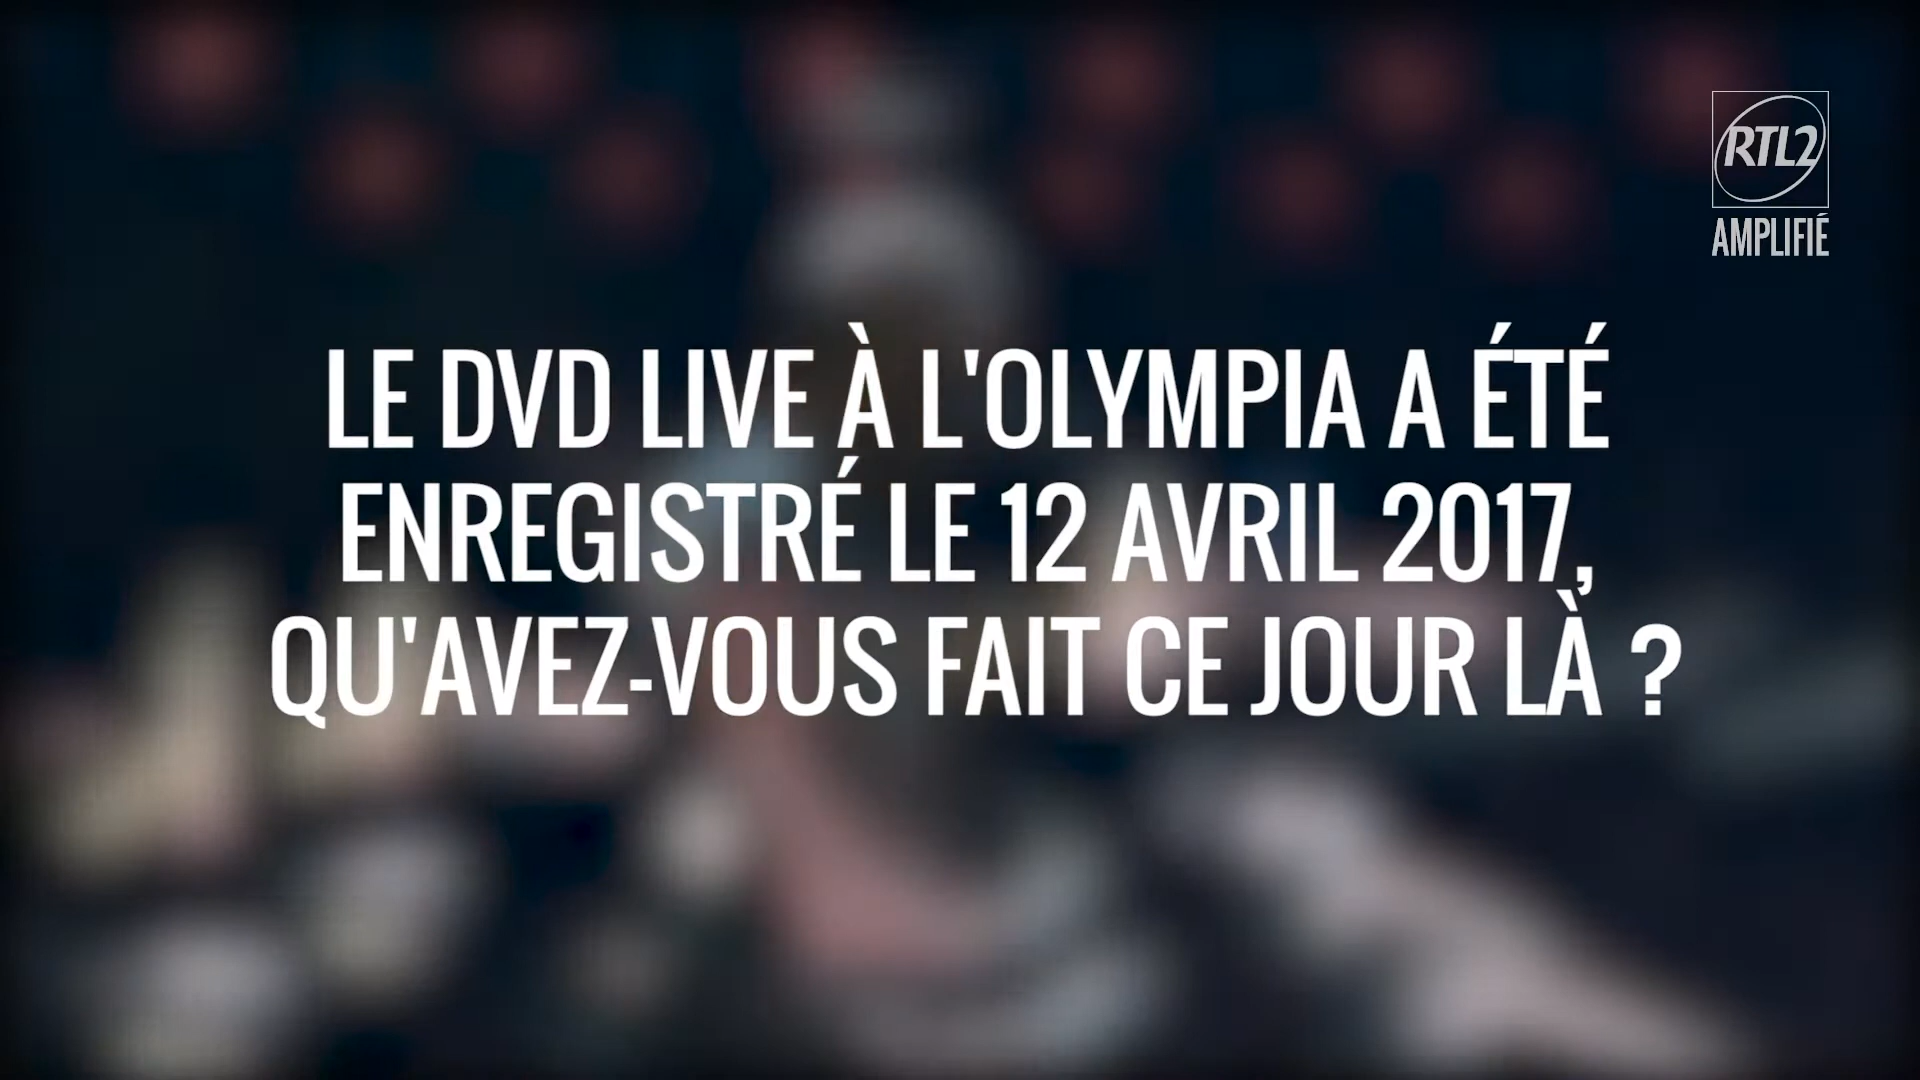 RTL2
AMPLIFIÉ
LE DVD LIVE À L'OLYMPIA A ÉTÉ
ENREGISTRÉ LE 12 AVRIL 2017,
QU'AVEZ-VOUS FAIT CE JOUR LÀ ?